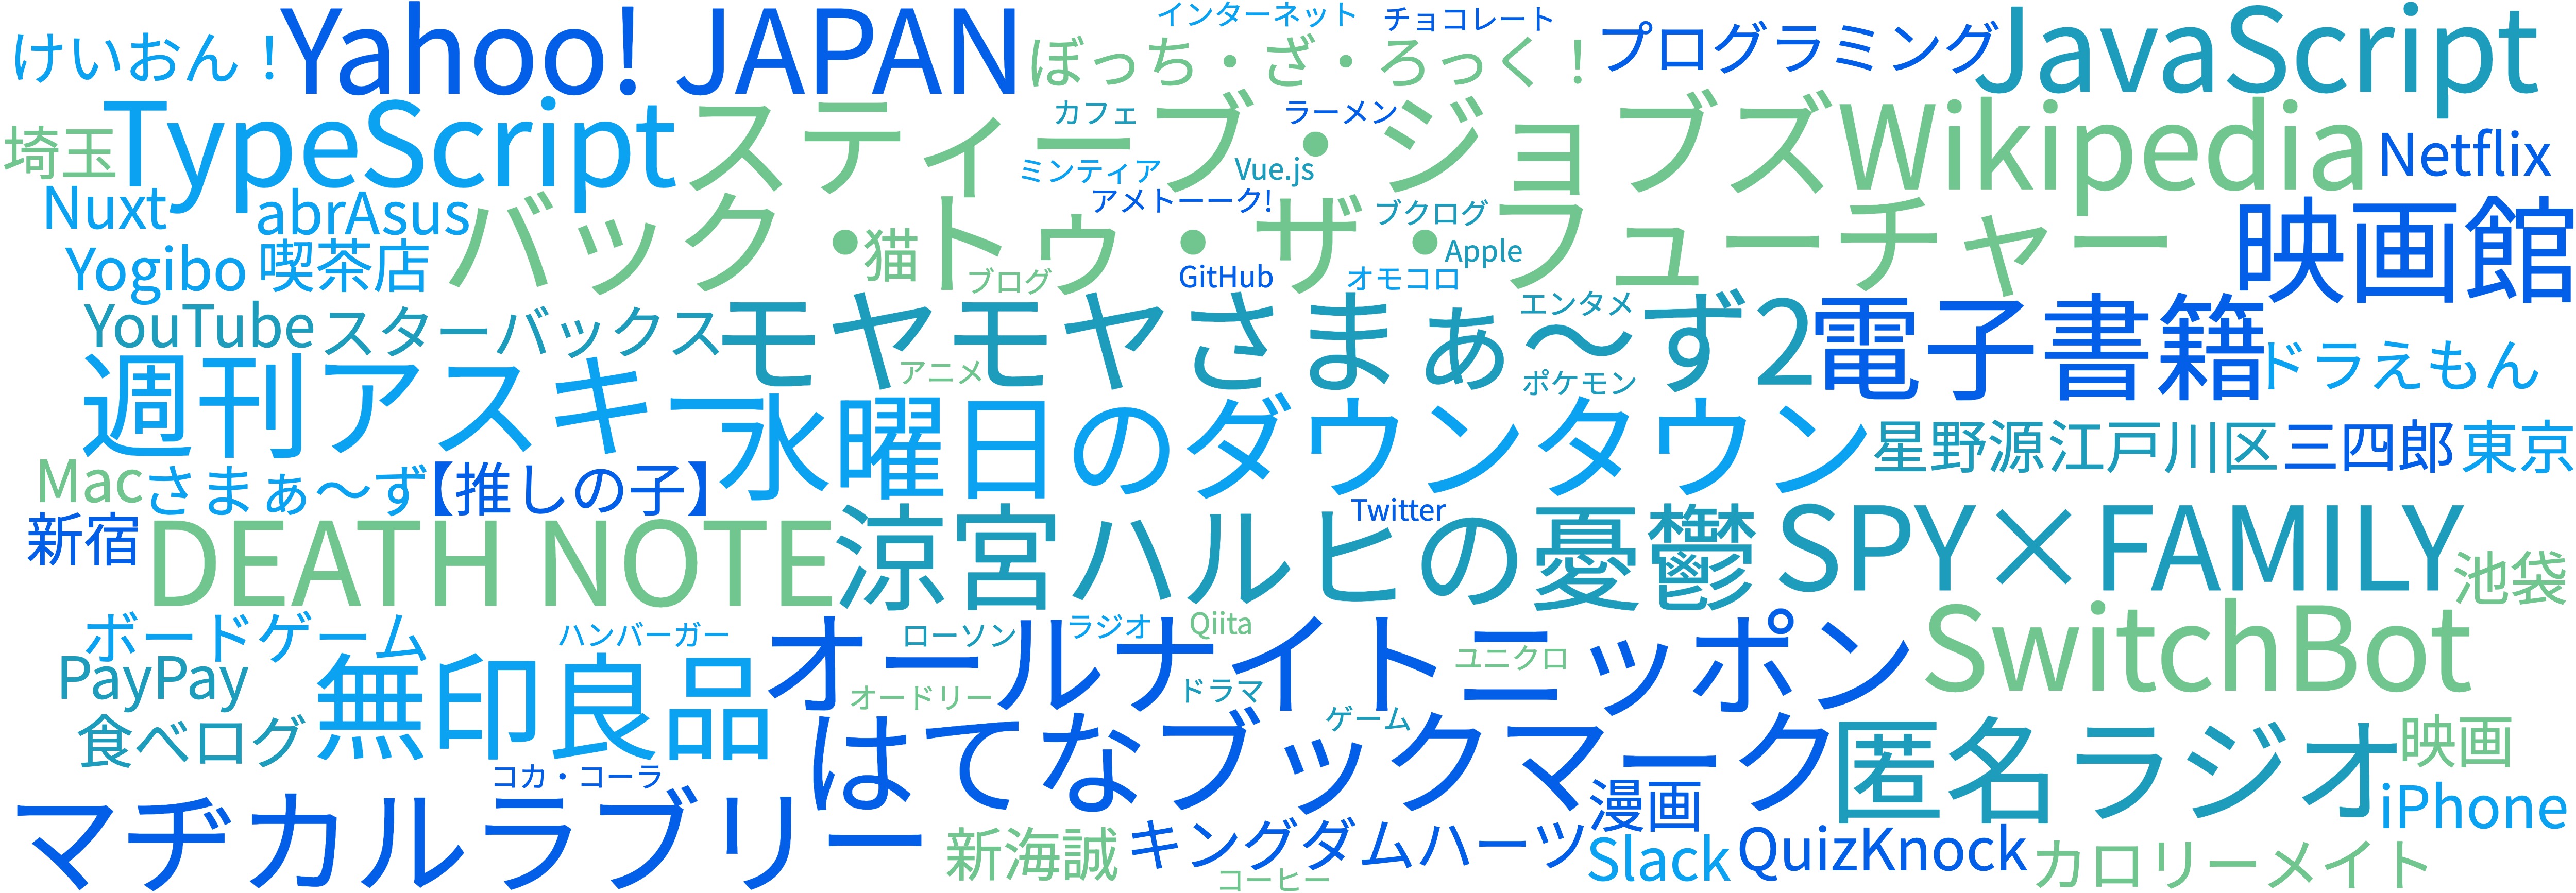 けいおん！
Yahoo! JAPAN
インターネット
チョコレート
ぼっち・ざ・ろっく！
プログラミング
JavaScript
埼玉
TypeScript
スティーブ・ジョブズ
カフェ
ラーメン
ミンティア
Vue.js
Wikipedia
Netflix
Nuxt
abrAsus
アメトーーク!
ブクログ
バック・トゥ・ザ・フューチャー
猫
Apple
映画館
Yogibo
喫茶店
ブログ
GitHub
オモコロ
YouTube
スターバックス
モヤモヤさまぁ〜ず2
エンタメ
電子書籍
ドラえもん
週刊アスキー
アニメ
ポケモン
水曜日のダウンタウン
星野源
江戸川区
三四郎
東京
Mac
さまぁ〜ず
【推しの子】
新宿
DEATH NOTE
涼宮ハルヒの憂鬱
Twitter
SPY×FAMILY
池袋
ボードゲーム
ハンバーガー
オールナイトニッポン
ローソン
ラジオ
Qiita
ユニクロ
SwitchBot
PayPay
無印良品
オードリー
ドラマ
食べログ
ゲーム
はてなブックマーク
匿名ラジオ
映画
コカ・コーラ
マヂカルラブリー
漫画
iPhone
新海誠
キングダムハーツ
Slack
QuizKnock
カロリーメイト
コーヒー